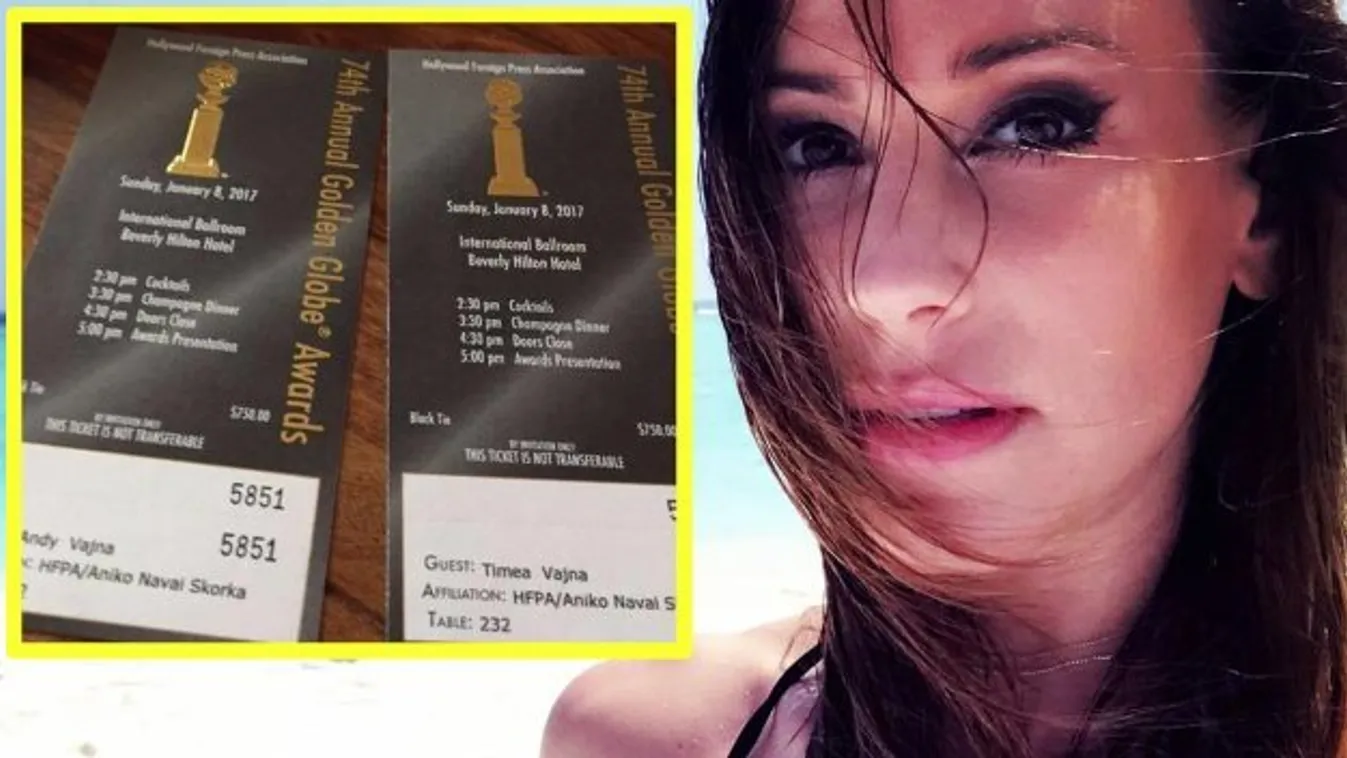 Hollywood Foreign Press Association
74th Annual Golden Globe® Awards
Sunday, January 8, 2017
International Ballroom
Beverly Hilton Hotel
2:30 pm Cocktails
3:30 pm Champagne Dinner
4:30 pm Doors Close
5:00 pm Awards Presentation
Tie
$750.00
BY INVITATION ONLY
THIS TICKET IS NOT TRANSFERABLE
5851
5851
Andy Vajna
HFPA/Aniko Navai Skorka
Hollywood Foreign Press Association
74th Annual Golden
Sunday, January 8, 2017
International Ballroom
Beverly Hilton Hotel
2:30 pm Cocktails
3:30 pm Champagne Dinner
4:30 pm Doors Close
5:00 pm Awards Presentation
Black Tie
$750.00
BY INVITATION ONLY
THIS TICKET IS NOT TRANSFERABLE
5
GUEST: Timea Vajna
AFFILIATION: HFPA/Aniko Navai S
TABLE: 232